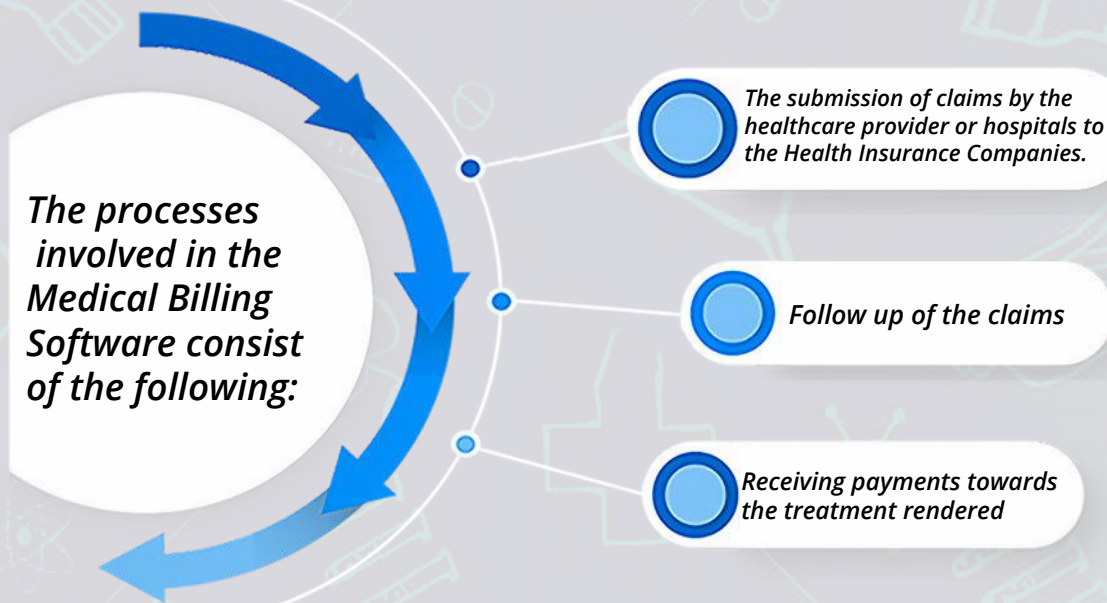 The processes
involved in the
Medical Billing
Software consist
of the following:
The submission of claims by the
healthcare provider or hospitals to
the Health Insurance Companies.
Follow up of the claims
Receiving payments towards
the treatment rendered